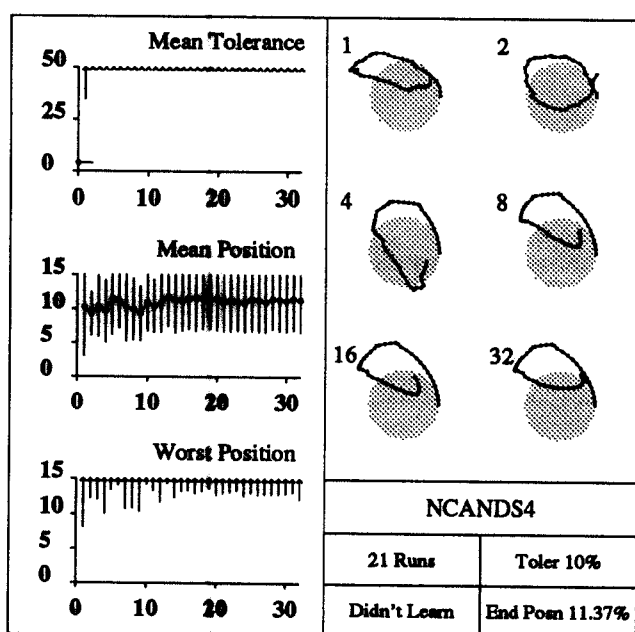 Mean Tolerance
50
25
0
0 10 20 30
Mean Position
15
10
5
0
0 10 20 30
Worst Position
15
10
5
0
0 10 20 30
1 2
4 8
16 32
NCANDS4
21 Runs Toler 10%
Didn't Learn End Posn 11.37%